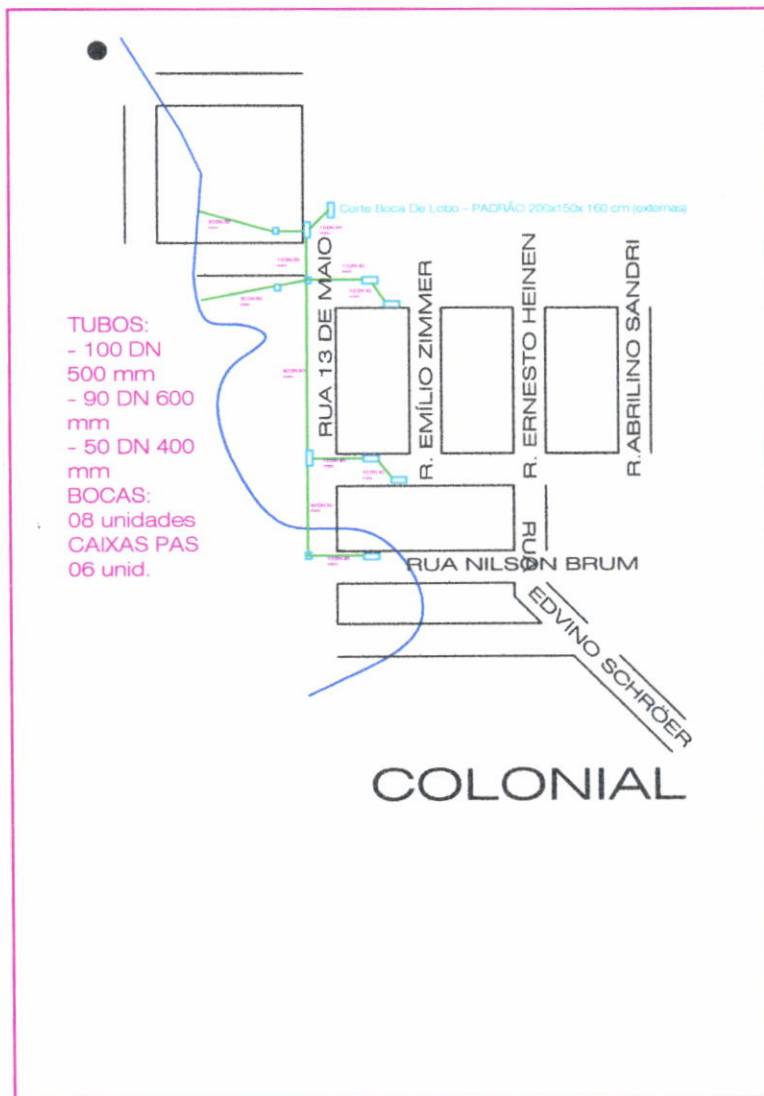 Corte Boca De Lobo - PADRÃO 200x150x 160 cm (externas)
RUA 13 DE MAIO
R. EMÍLIO ZIMMER
R. ERNESTO HEINEN
R. ABRILINO SANDRI
TUBOS:
- 100 DN
500 mm
- 90 DN 600
mm
- 50 DN 400
mm
BOCAS:
08 unidades
CAIXAS PAS
06 unid.
RUA NILSON BRUM
RUA EDVINO SCHRÖER
COLONIAL